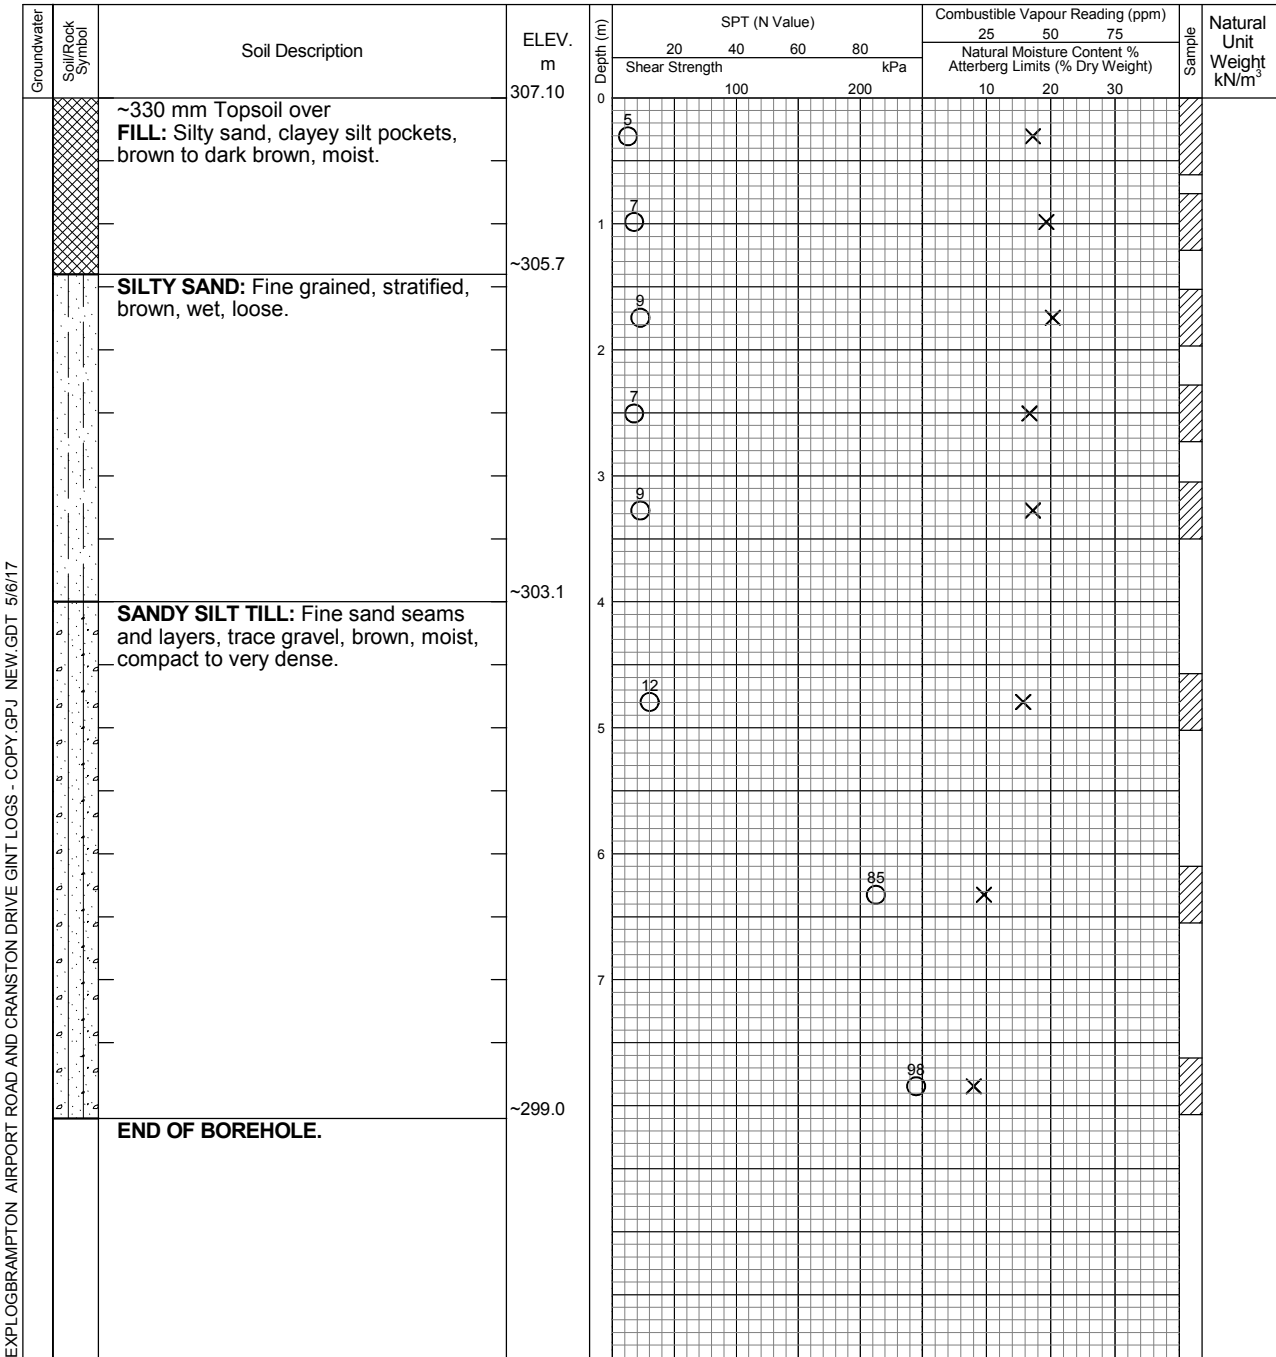 Groundwater
Soil/Rock
Symbol
Soil Description
ELEV.
m
Depth (m)
SPT (N Value)
20 40 60 80
Shear Strength kPa
100 200
Combustible Vapour Reading (ppm)
25 50 75
Natural Moisture Content %
Atterberg Limits (% Dry Weight)
10 20 30
Sample
Natural
Unit
Weight
kN/m³
307.10
0
~330 mm Topsoil over
FILL: Silty sand, clayey silt pockets,
brown to dark brown, moist.
5
7
1
~305.7
SILTY SAND: Fine grained, stratified,
brown, wet, loose.
9
2
7
3
9
~303.1
4
SANDY SILT TILL: Fine sand seams
and layers, trace gravel, brown, moist,
compact to very dense.
12
5
6
85
7
98
~299.0
END OF BOREHOLE.
EXPLOGBRAMPTON AIRPORT ROAD AND CRANSTON DRIVE GINT LOGS - COPY.GPJ NEW.GDT 5/6/17